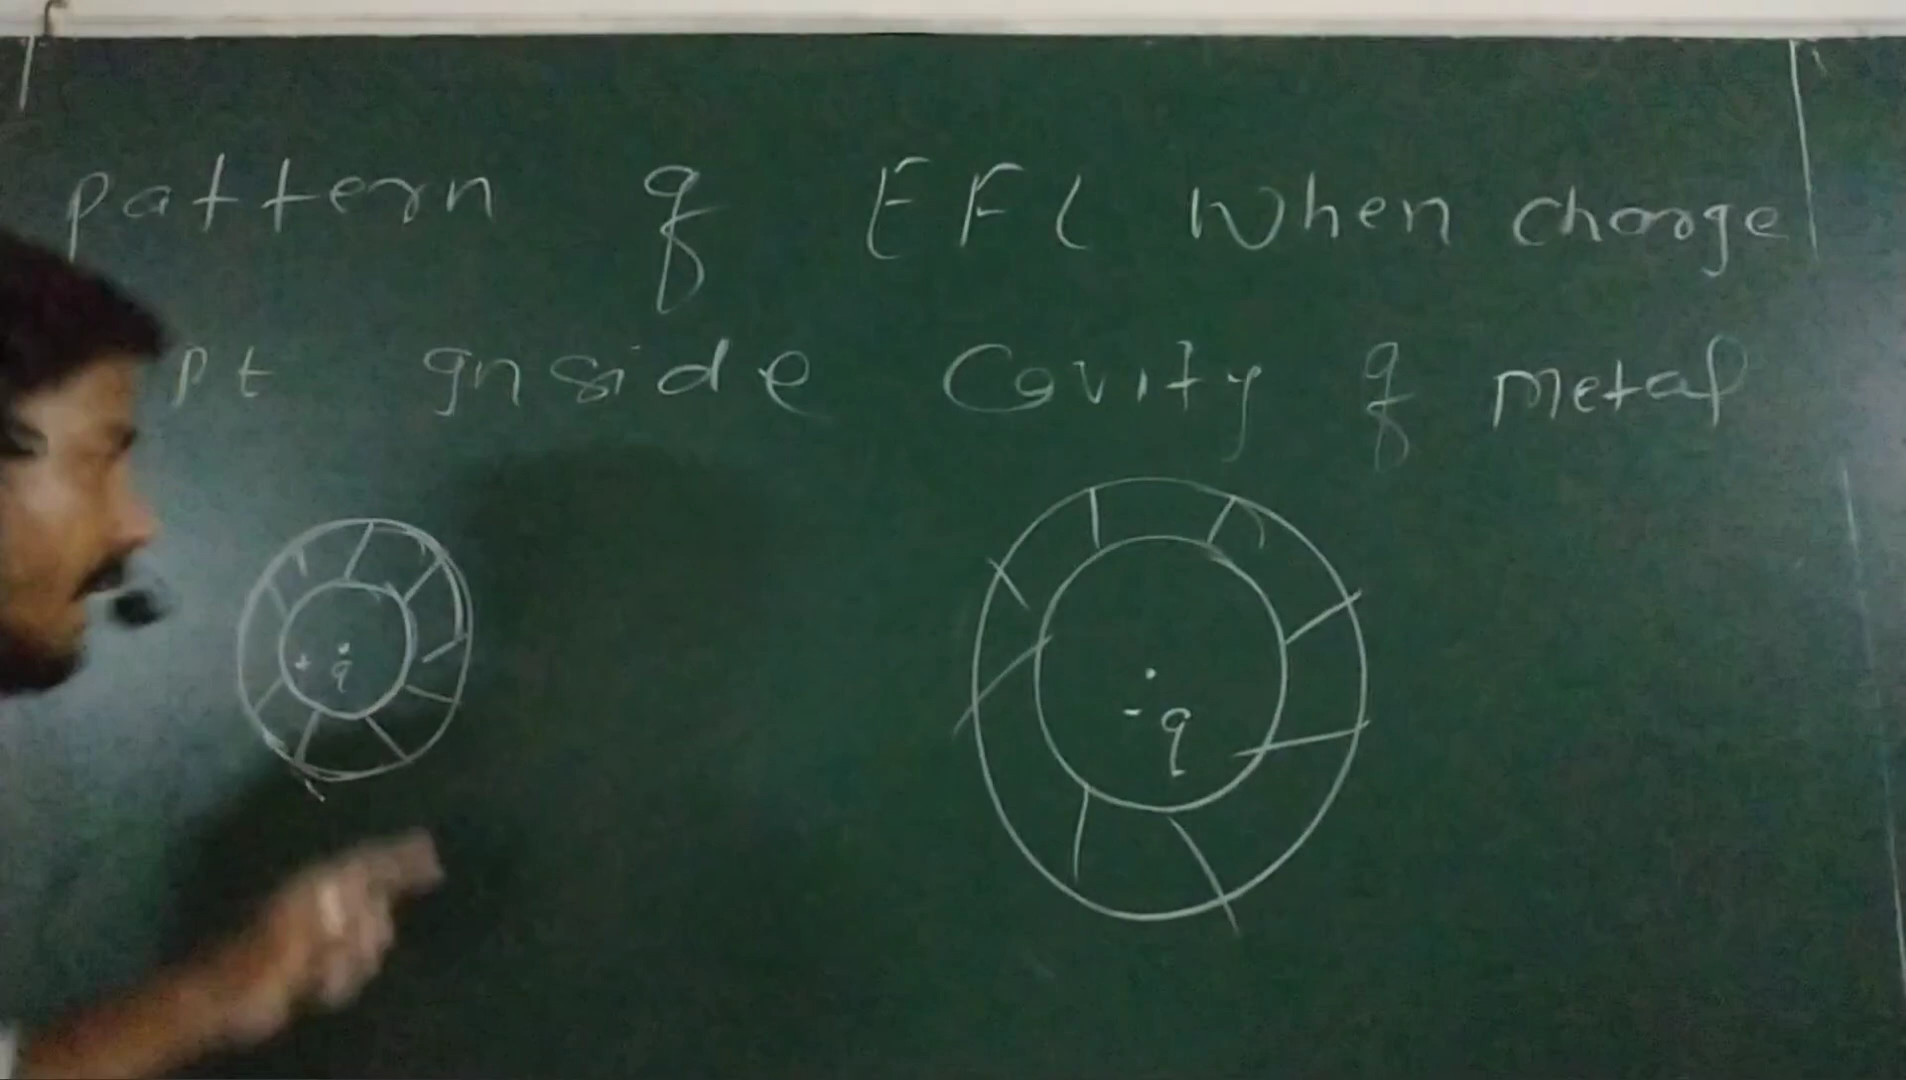 pattern of EFL When charge
pt inside Cavity of metal
+ q
- q